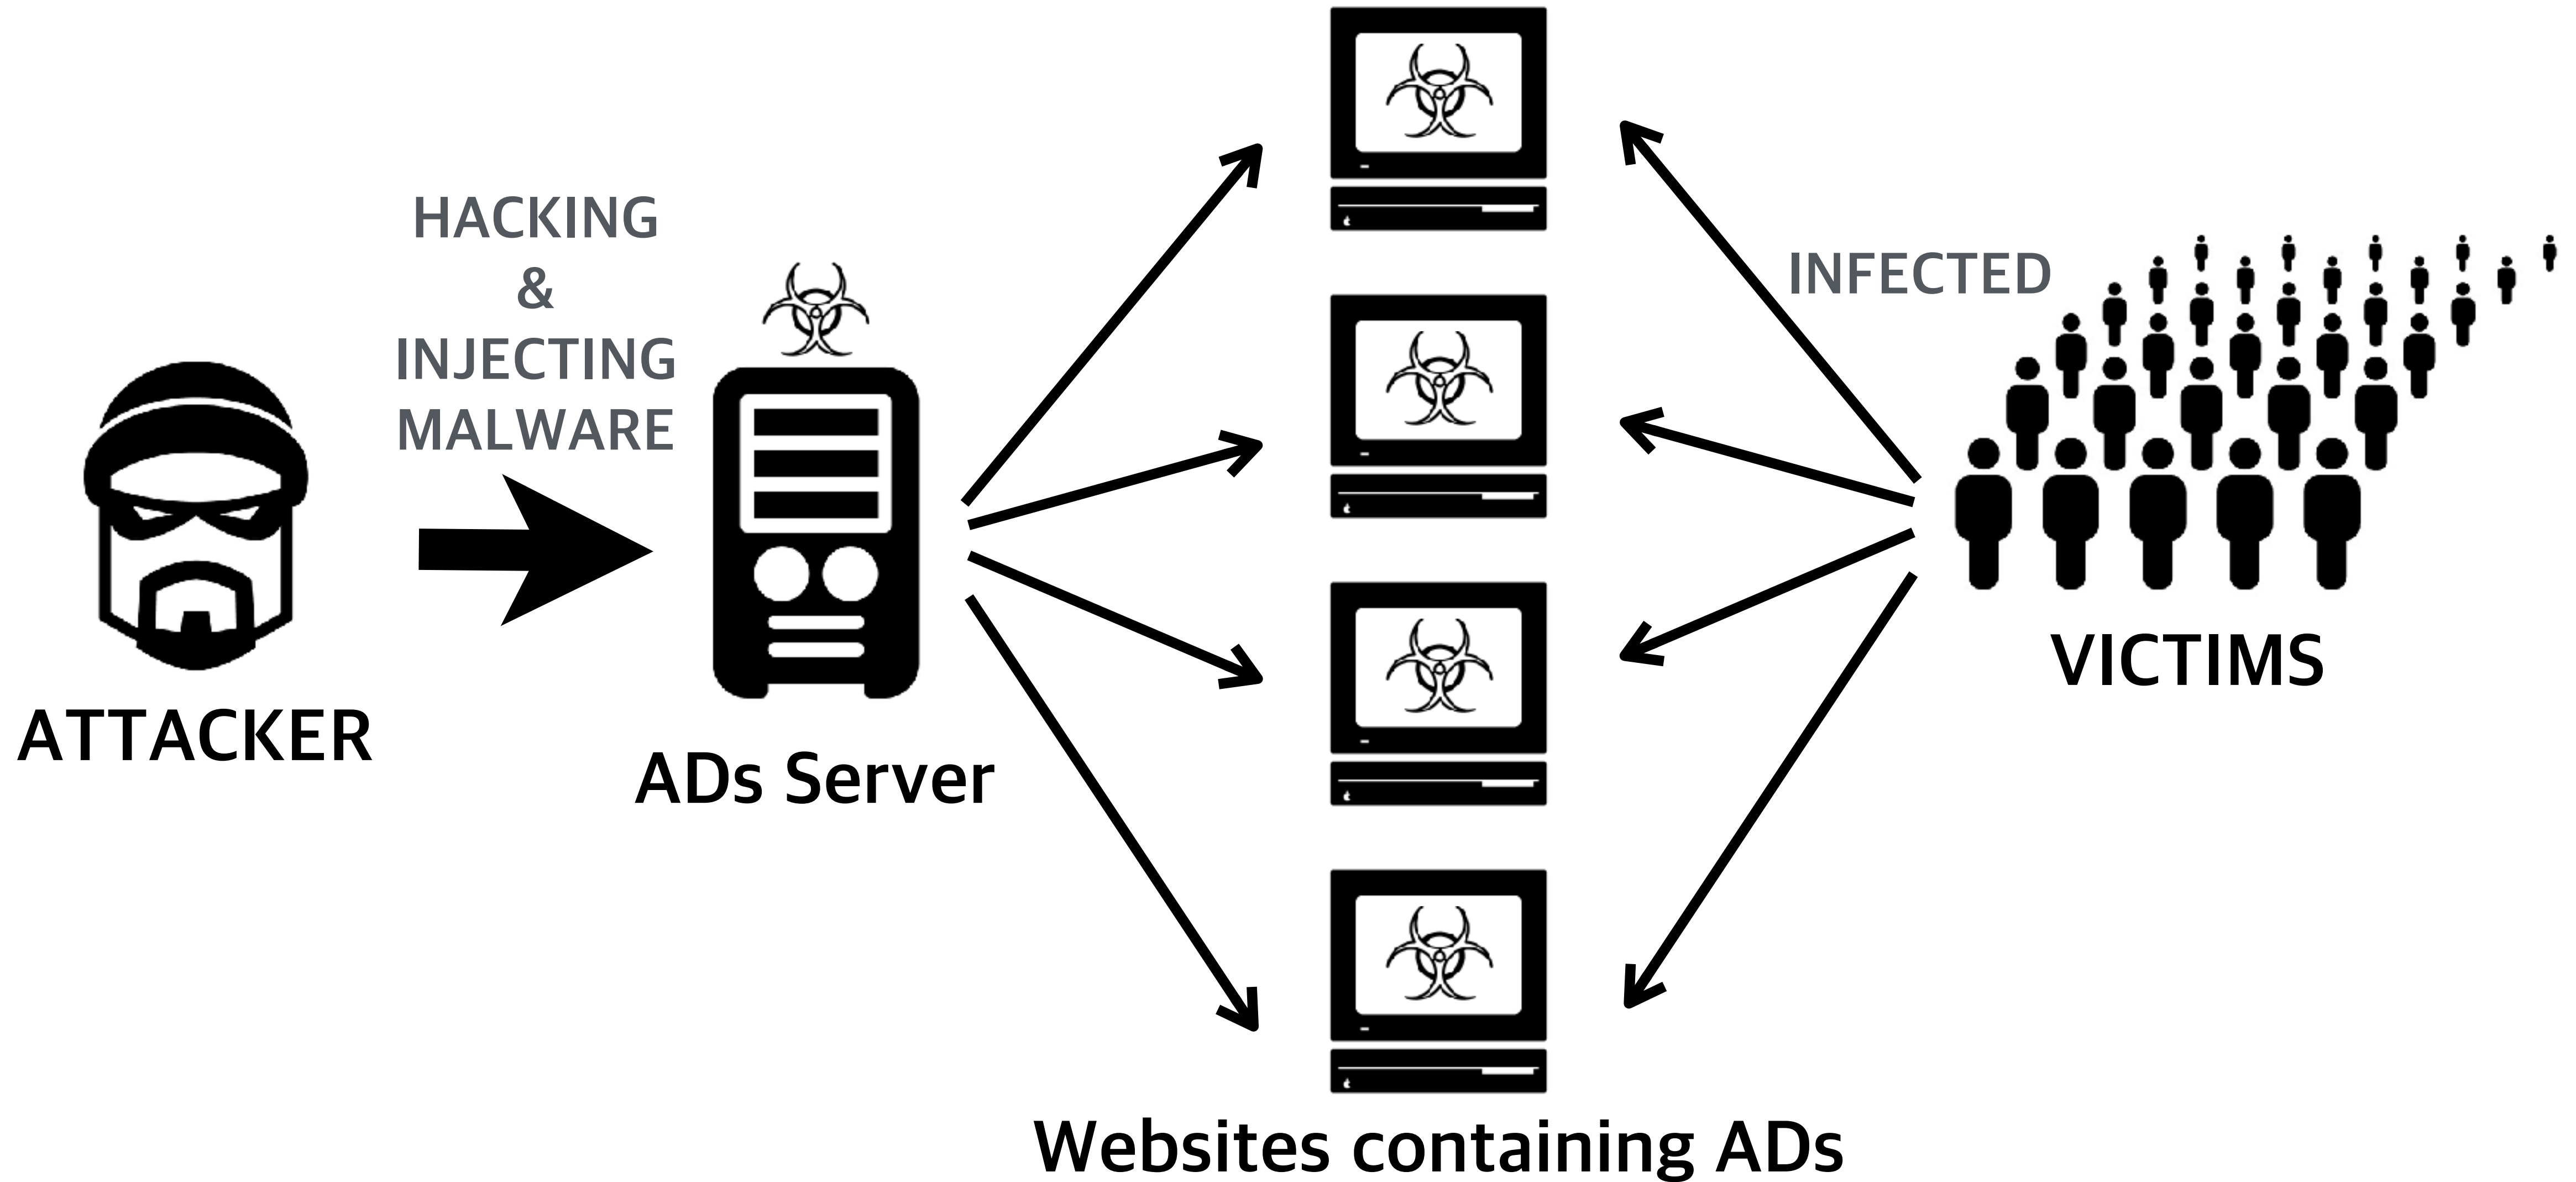 HACKING
&
INJECTING
MALWARE
ATTACKER
ADs Server
INFECTED
VICTIMS
Websites containing ADs